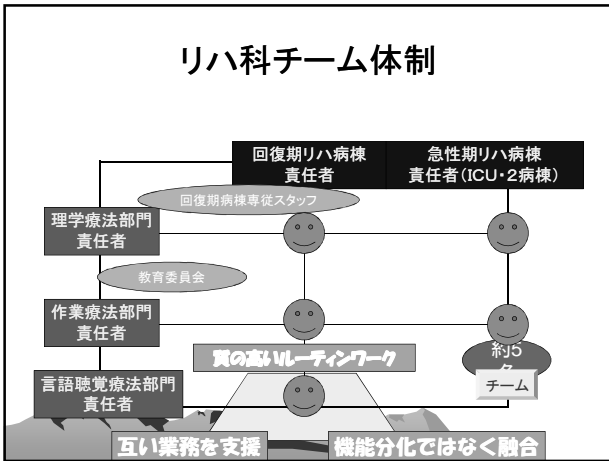 リハ科チーム体制
回復期リハ病棟
責任者
急性期リハ病棟
責任者(ICU・2病棟)
回復期病棟専従スタッフ
理学療法部門
責任者
教育委員会
作業療法部門
責任者
質の高いルーティンワーク
約5
名
チーム
言語聴覚療法部門
責任者
互い業務を支援
機能分化ではなく融合